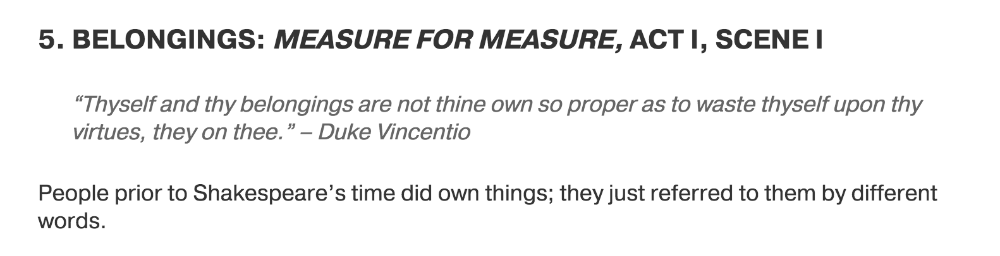 5. BELONGINGS: MEASURE FOR MEASURE, ACT I, SCENE I
“Thyself and thy belongings are not thine own so proper as to waste thyself upon thy
virtues, they on thee.” – Duke Vincentio
People prior to Shakespeare’s time did own things; they just referred to them by different
words.